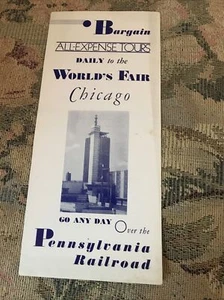 Bargain
ALL-EXPENSE TOURS
DAILY to the
WORLD'S FAIR
Chicago
GO ANY DAY Over the
Pennsylvania
Railroad